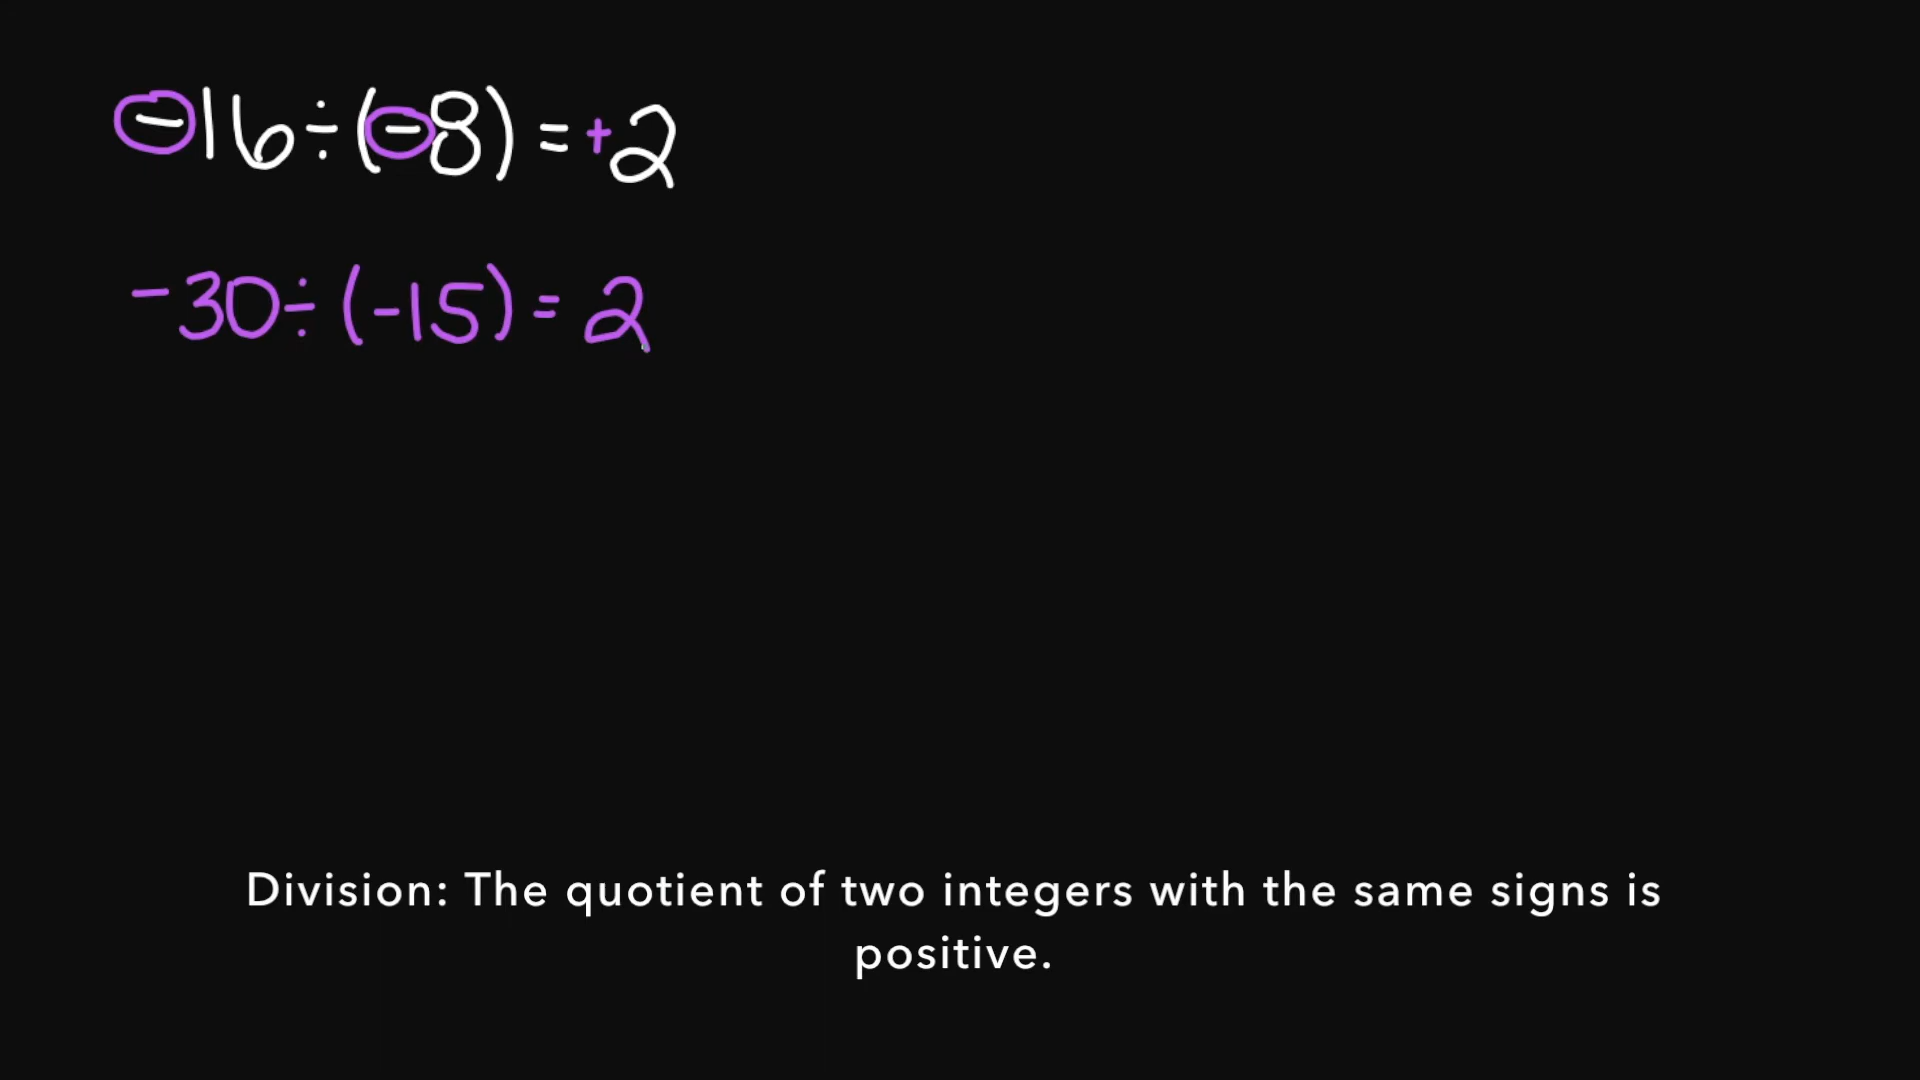 -16÷(-8)=+2
-30÷(-15)=2
Division: The quotient of two integers with the same signs is
positive.